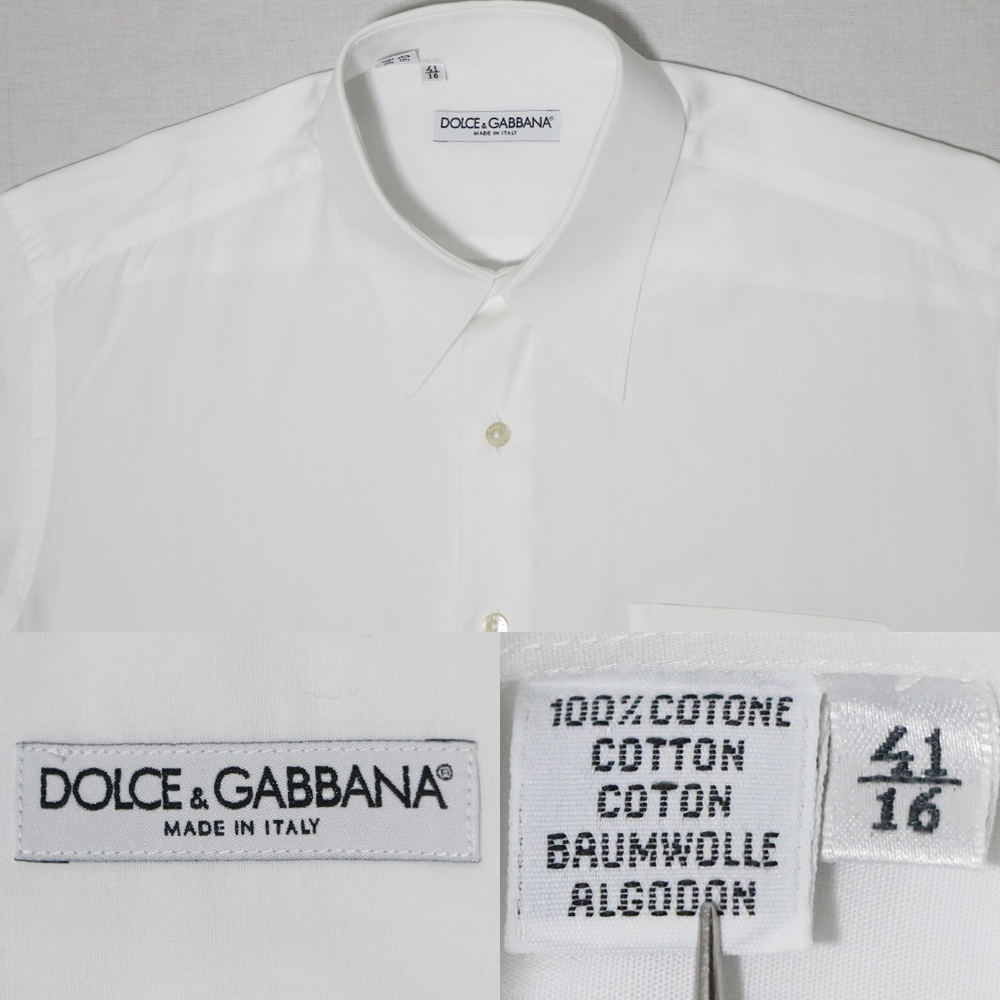 41
16
DOLCE & GABBANA®
MADE IN ITALY
DOLCE & GABBANA®
MADE IN ITALY
100% COTONE
COTTON
COTON
BAUMWOLLE
ALGODON
41
16